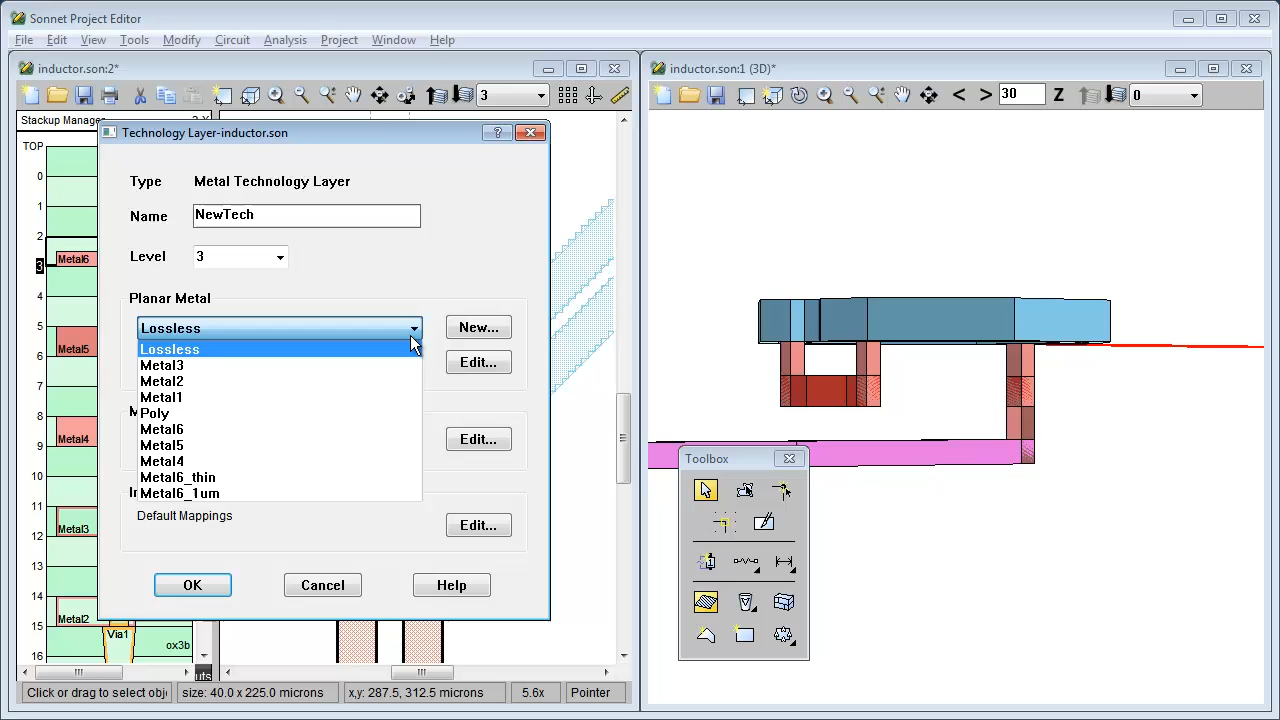 Sonnet Project Editor
File Edit View Tools Modify Circuit Analysis Project Window Help
inductor.son:2*
3
Stackup Manager
TOP
0
1
2
Metal6
3
4
5
Metal5
6
7
8
Metal4
9
10
11
Metal3
12
13
14
Metal2
15
Via1
ox3b
16
Technology Layer-inductor.son
Type Metal Technology Layer
Name NewTech
Level 3
Planar Metal
Lossless
New...
Lossless
Edit...
Metal3
Metal2
Metal1
Poly
Metal6
Edit...
Metal5
Metal4
Metal6_thin
Metal6_1um
Default Mappings
Edit...
OK Cancel Help
Click or drag to select obj size: 40.0 x 225.0 microns x,y: 287.5, 312.5 microns 5.6x Pointer
inductor.son:1 (3D)*
30 Z 0
Toolbox